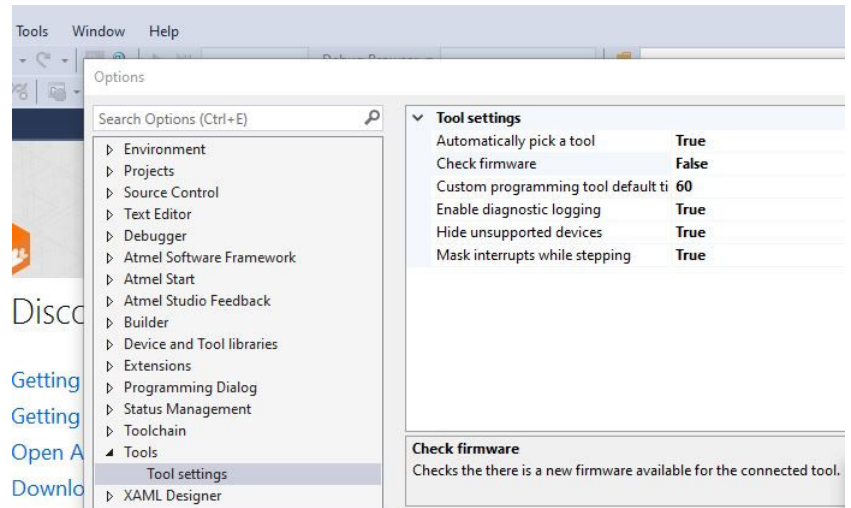 Tools Window Help
Options
Search Options (Ctrl+E)
Environment
Projects
Source Control
Text Editor
Debugger
Atmel Software Framework
Atmel Start
Atmel Studio Feedback
Builder
Device and Tool libraries
Extensions
Programming Dialog
Status Management
Toolchain
Tools
Tool settings
XAML Designer
Tool settings
Automatically pick a tool True
Check firmware False
Custom programming tool default ti 60
Enable diagnostic logging True
Hide unsupported devices True
Mask interrupts while stepping True
Check firmware
Checks the there is a new firmware available for the connected tool.
Disco
Getting
Getting
Open A
Downlo